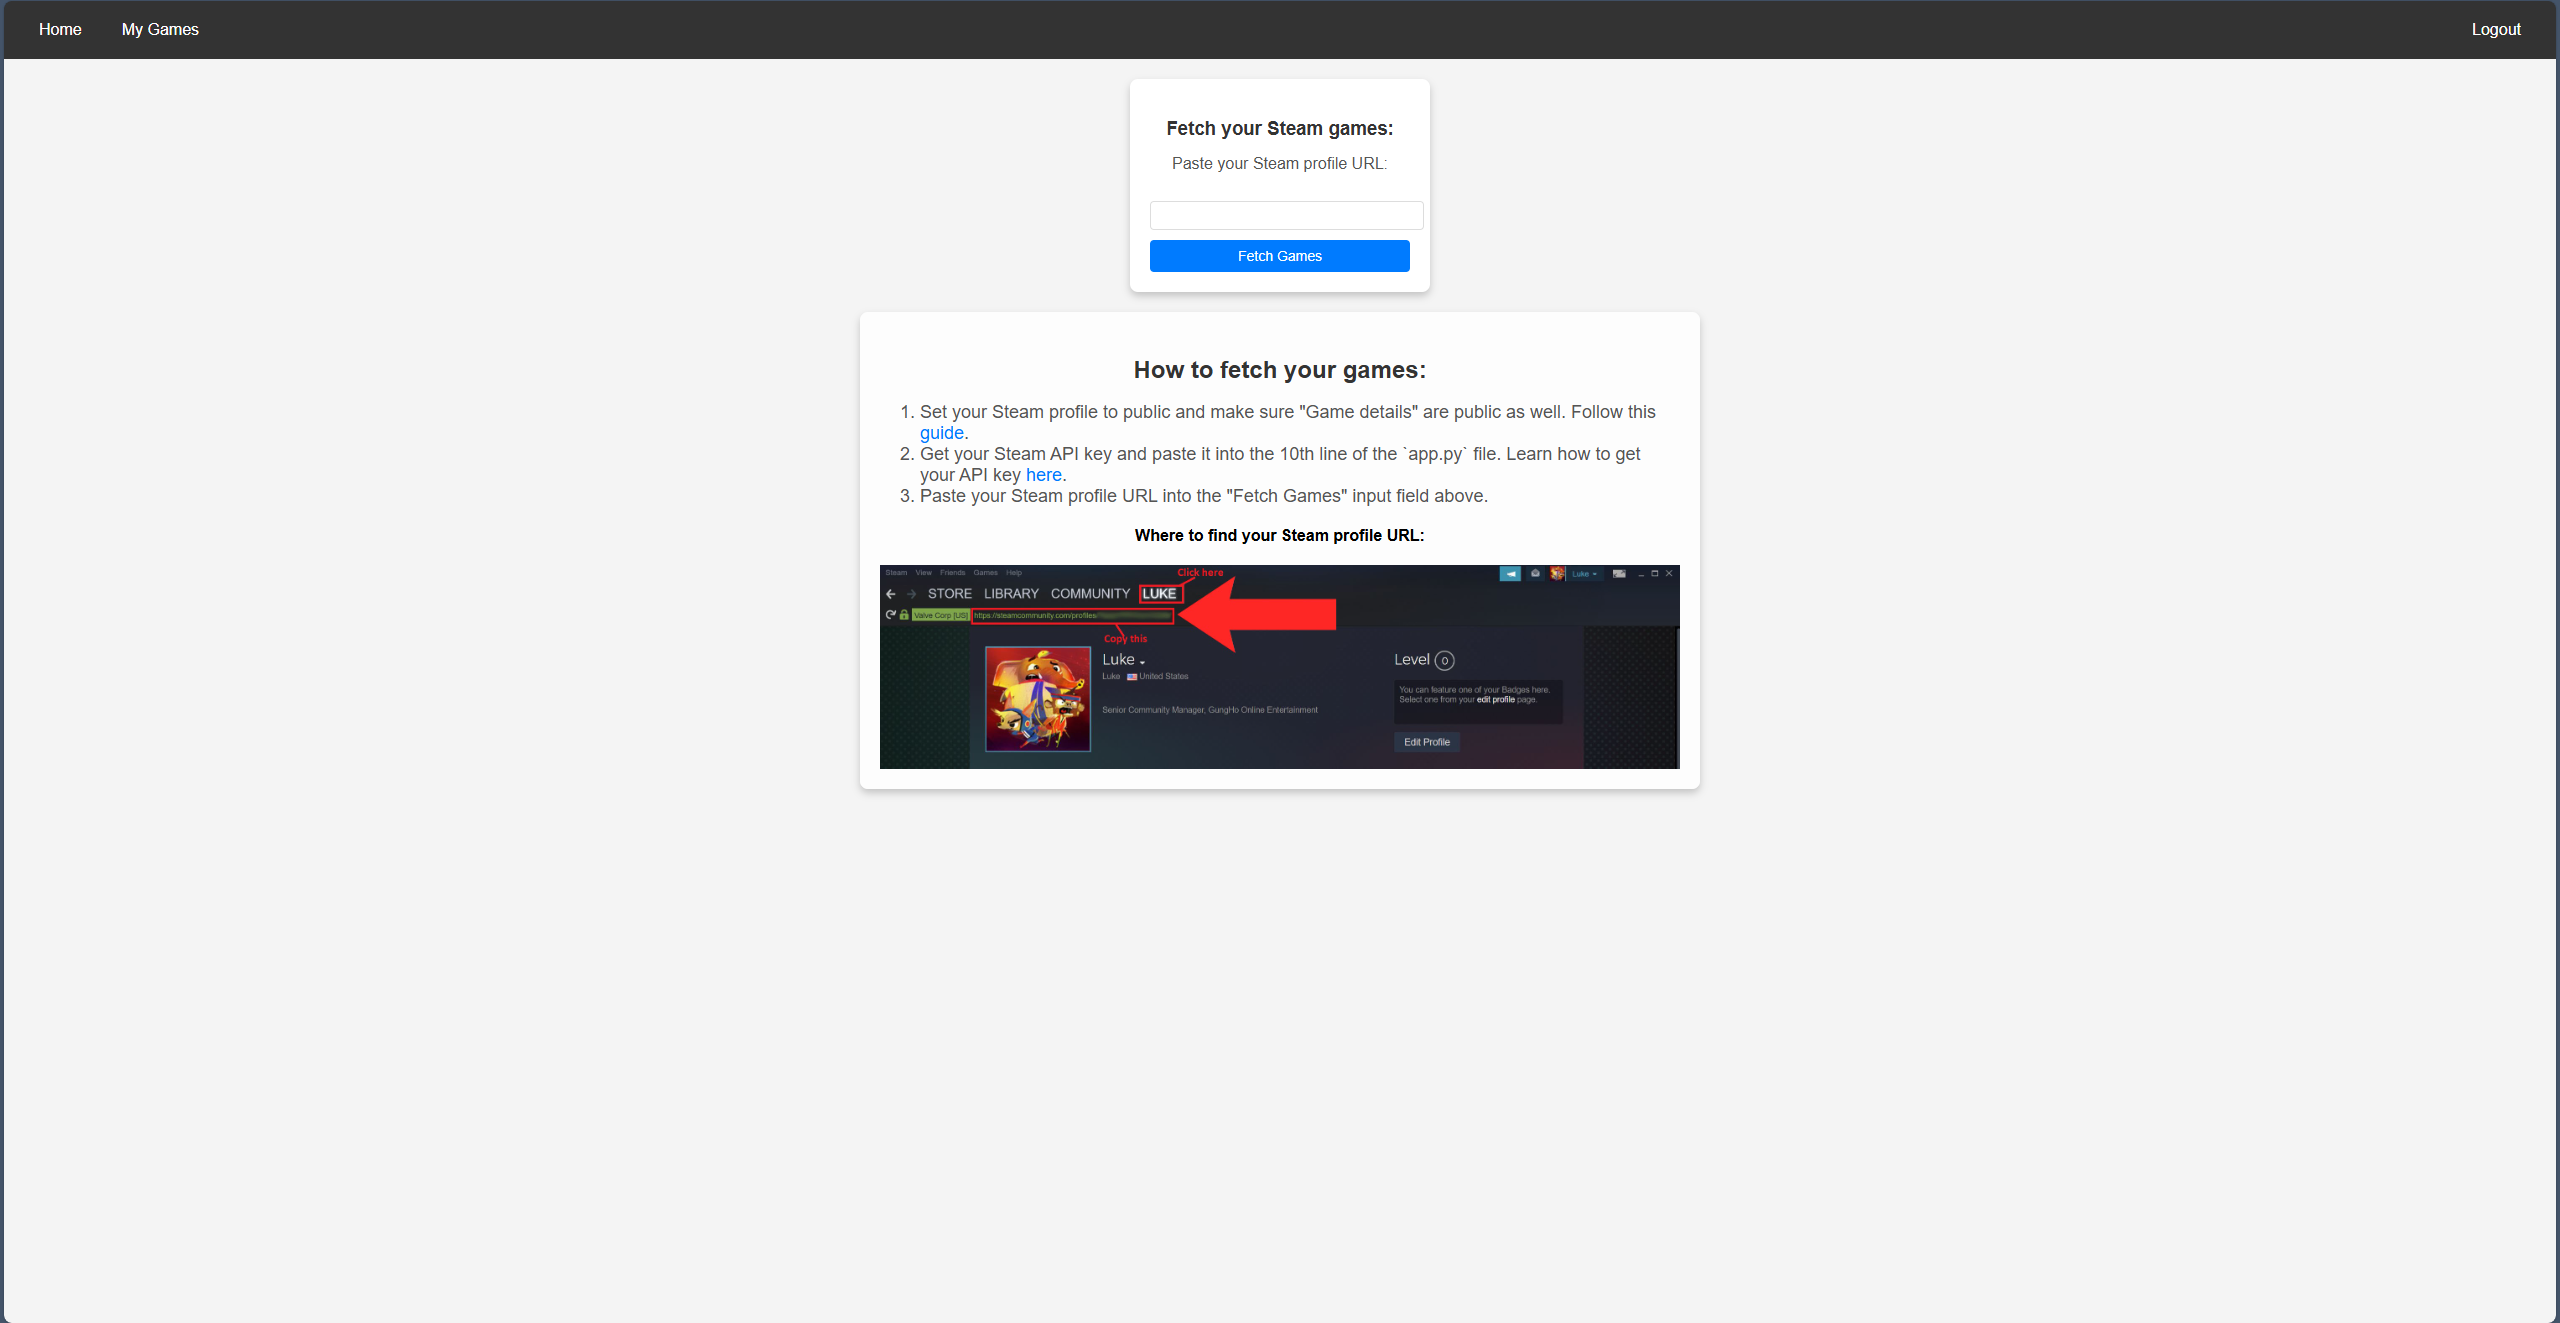 Home My Games Logout
Fetch your Steam games:
Paste your Steam profile URL:
Fetch Games
How to fetch your games:
1. Set your Steam profile to public and make sure "Game details" are public as well. Follow this
guide.
2. Get your Steam API key and paste it into the 10th line of the `app.py` file. Learn how to get
your API key here.
3. Paste your Steam profile URL into the "Fetch Games" input field above.
Where to find your Steam profile URL:
Steam View Friends Games Help Click here Luke
STORE LIBRARY COMMUNITY LUKE
Valve Corp [US] https://steamcommunity.com/profiles/
Copy this
Luke Level 0
Luke United States
You can feature one of your Badges here.
Select one from your edit profile page.
Senior Community Manager, GungHo Online Entertainment
Edit Profile